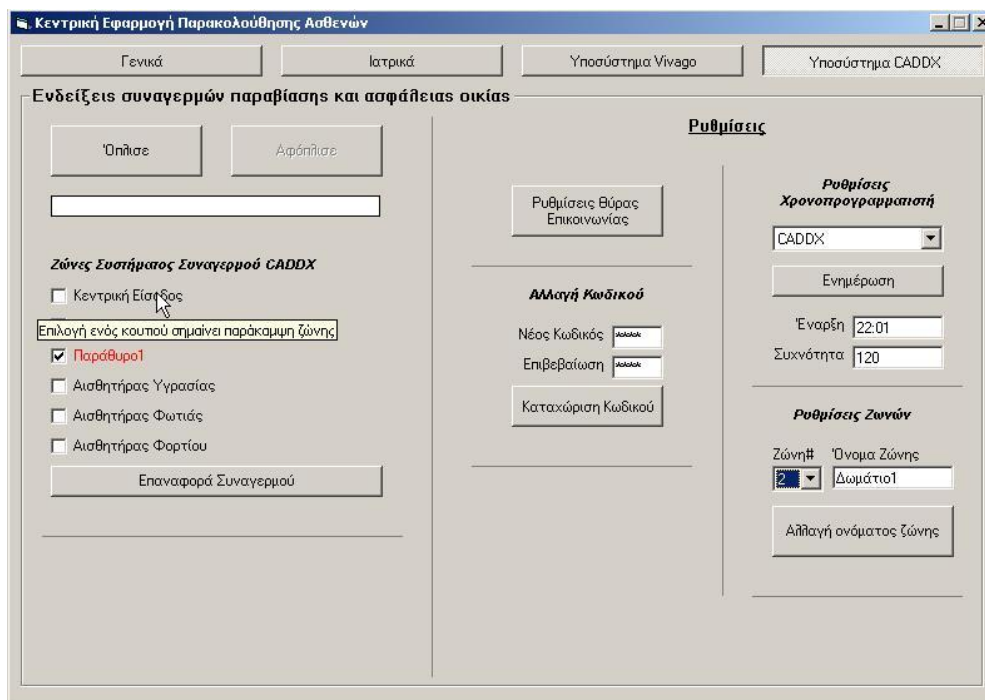 Κεντρική Εφαρμογή Παρακολούθησης Ασθενών
Γενικά
Ιατρικά
Υποσύστημα Vivago
Υποσύστημα CADDX
Ενδείξεις συναγερμών παραβίασης και ασφάλειας οικίας
Όπλισε
Αφόπλισε
Ζώνες Συστήματος Συναγερμού CADDX
Κεντρική Είσοδος
Επιλογή ενός κουτιού σημαίνει παράκαμψη ζώνης
Παράθυρο1
Αισθητήρας Υγρασίας
Αισθητήρας Φωτιάς
Αισθητήρας Φορτίου
Επαναφορά Συναγερμού
Ρυθμίσεις
Ρυθμίσεις Θύρας
Επικοινωνίας
Αλλαγή Κωδικού
Νέος Κωδικός ****
Επιβεβαίωση ****
Καταχώριση Κωδικού
Ρυθμίσεις
Χρονοπρογραμματιστή
CADDX
Ενημέρωση
Έναρξη 22:01
Συχνότητα 120
Ρυθμίσεις Ζωνών
Ζώνη# Όνομα Ζώνης
2 Δωμάτιο1
Αλλαγή ονόματος ζώνης